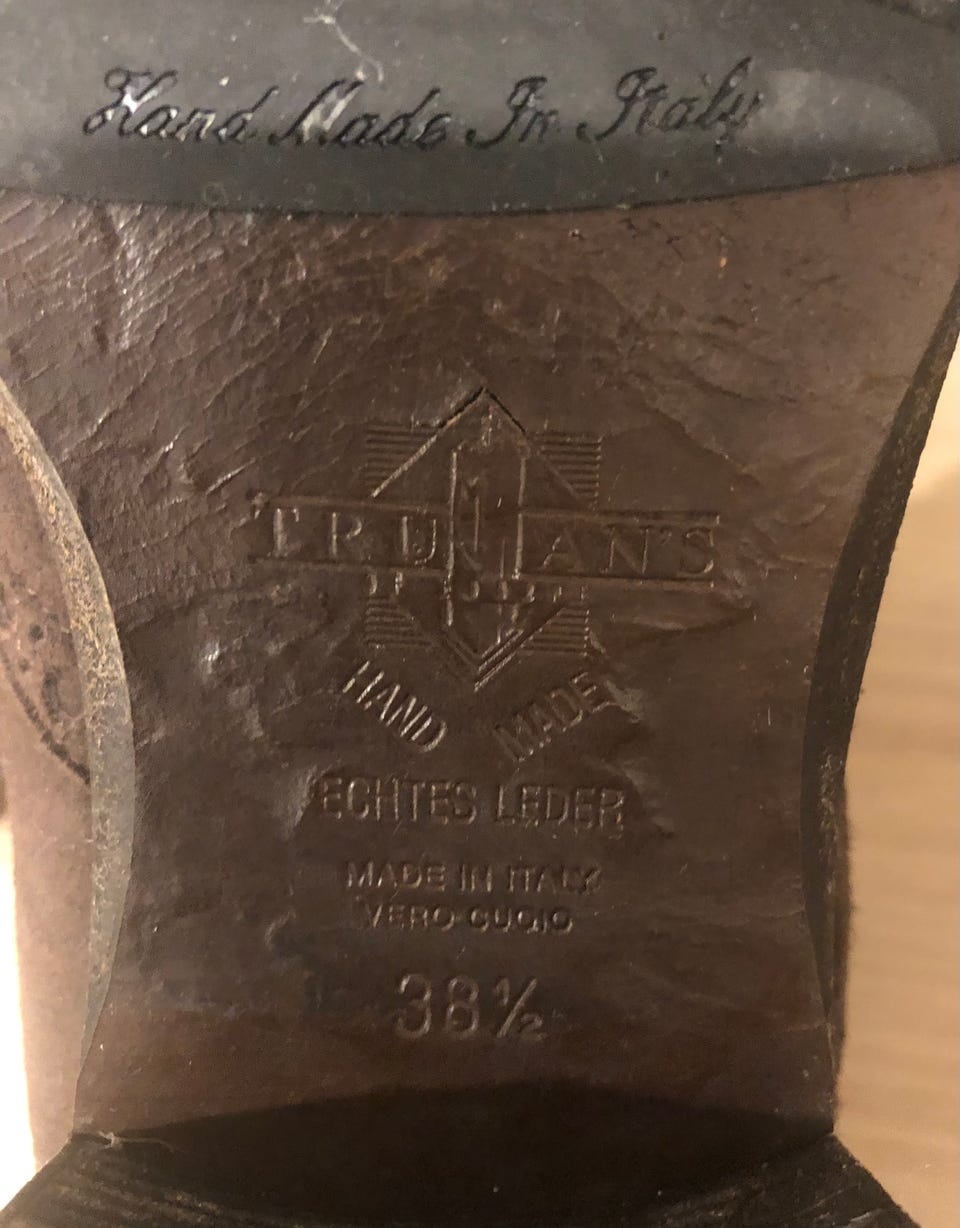 Hand Made In Italy
TRUMAN'S
HAND MADE
ECHTES LEDER
MADE IN ITALY
VERO CUOIO
38½